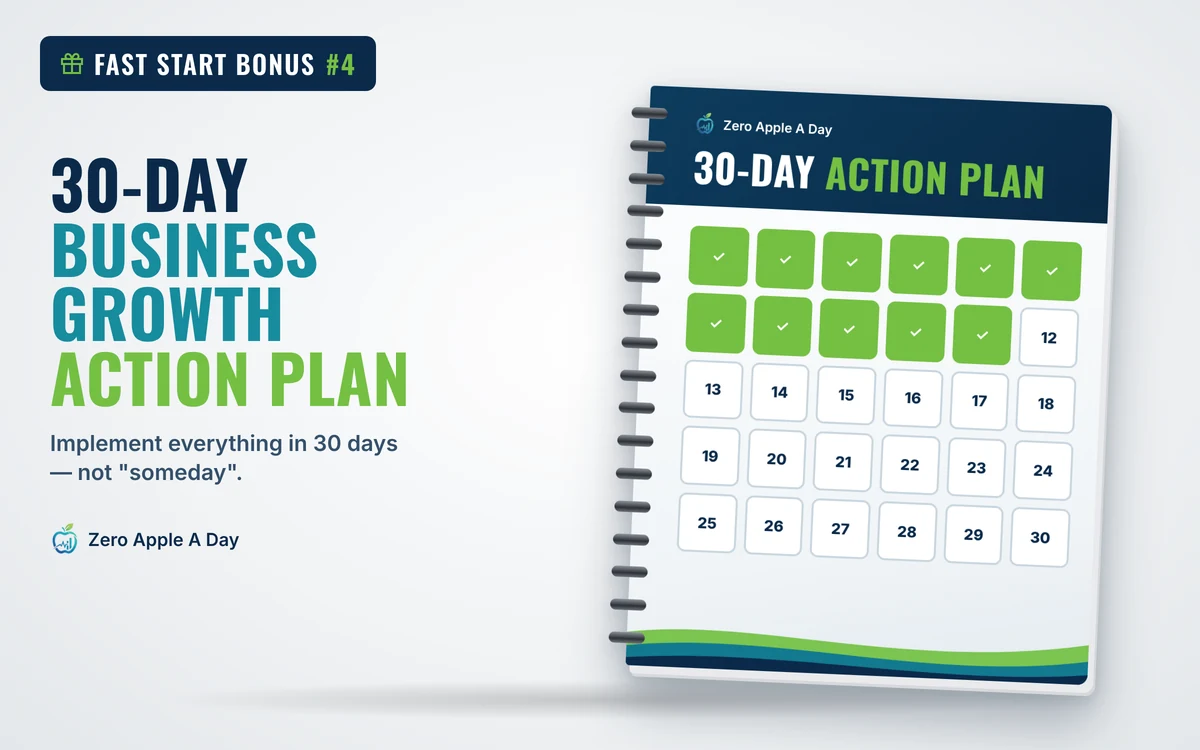 FAST START BONUS #4
30-DAY
BUSINESS
GROWTH
ACTION PLAN
Implement everything in 30 days
— not "someday".
Zero Apple A Day
Zero Apple A Day
30-DAY ACTION PLAN
12
13 14 15 16 17 18
19 20 21 22 23 24
25 26 27 28 29 30